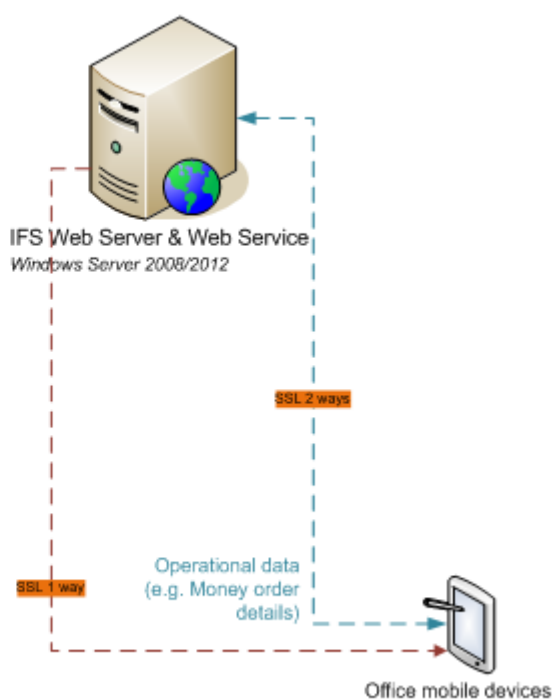 IFS Web Server & Web Service
Windows Server 2008/2012
SSL 2 ways
Operational data
(e.g. Money order
details)
SSL 1 way
Office mobile devices